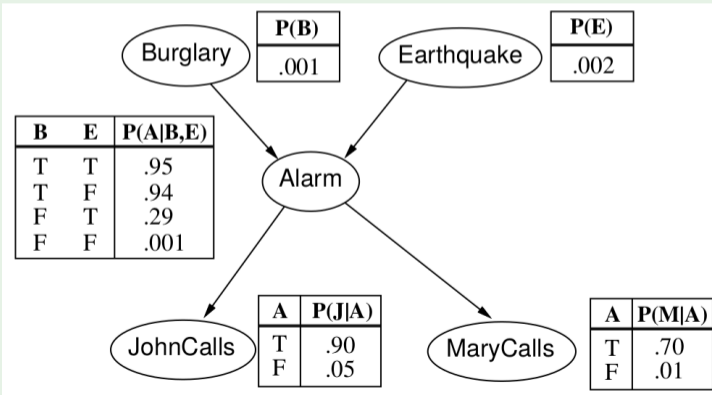 Burglary
P(B)
.001
Earthquake
P(E)
.002
B E P(A|B,E)
T T .95
T F .94
F T .29
F F .001
Alarm
JohnCalls
A P(J|A)
T .90
F .05
MaryCalls
A P(M|A)
T .70
F .01